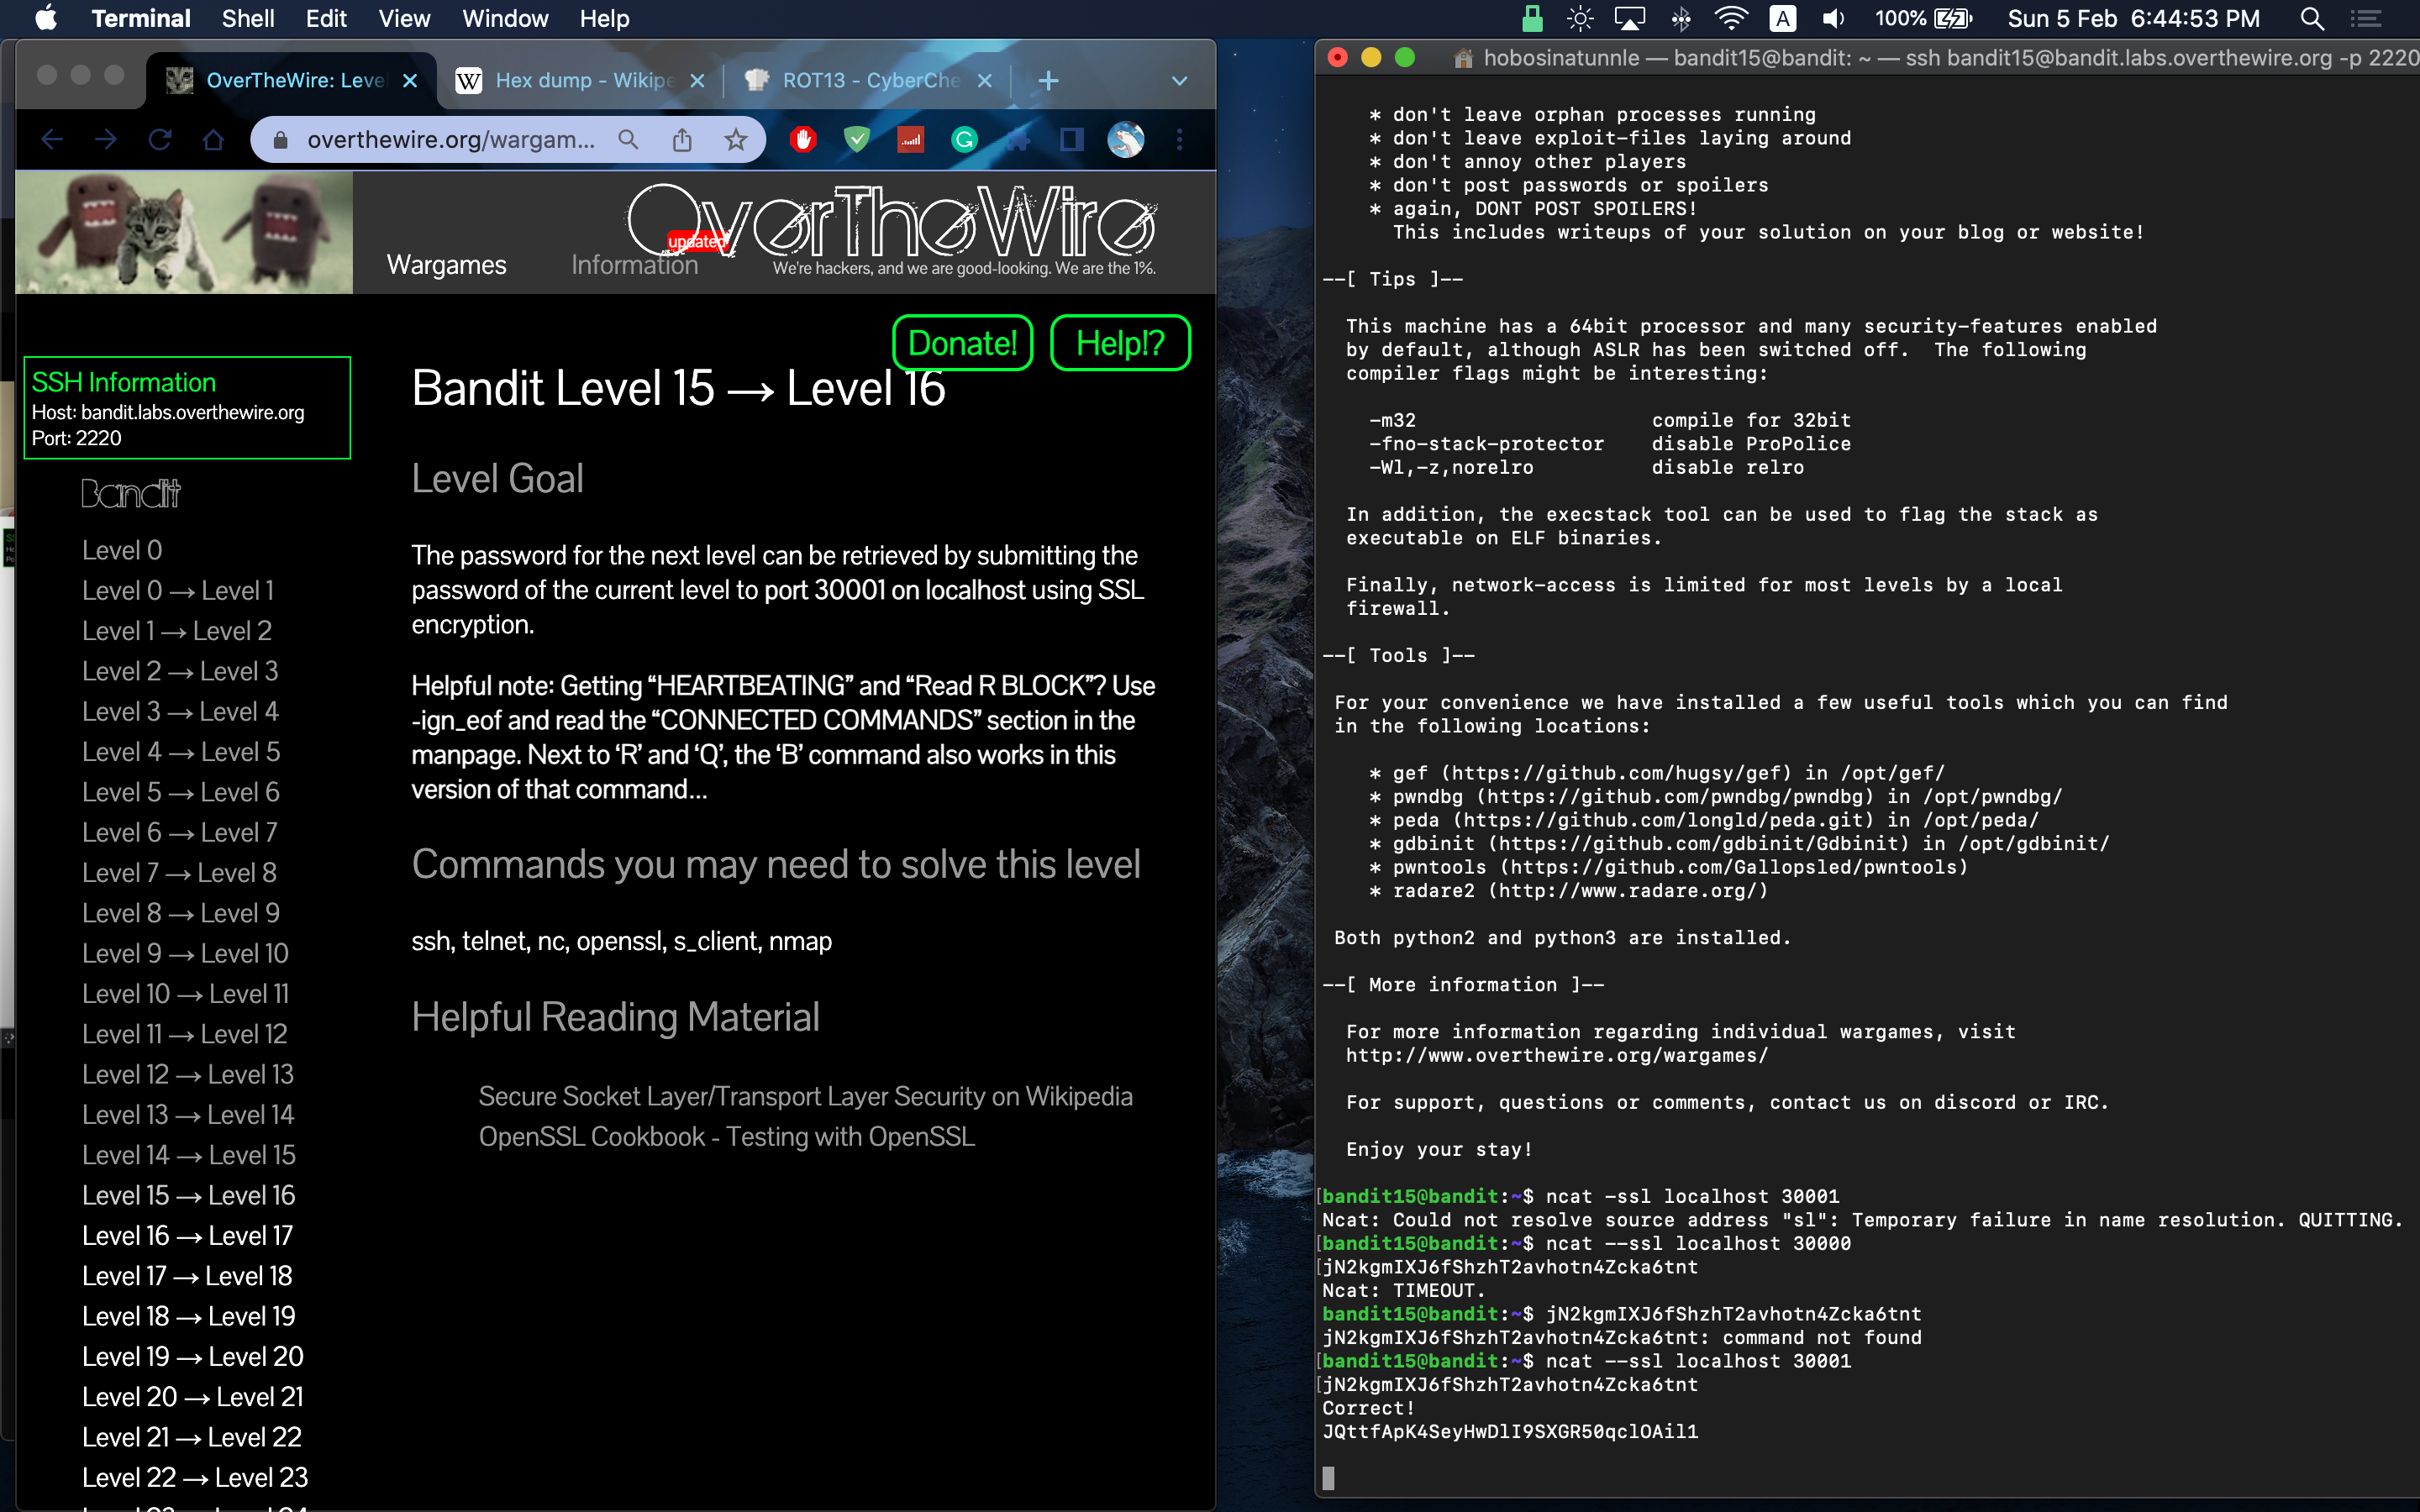 Terminal Shell Edit View Window Help
A 100% Sun 5 Feb 6:44:53 PM
OverTheWire: Leve
W Hex dump - Wikipe
ROT13 - CyberChe
overthewire.org/wargam...
Wargames
Information
updated
OverTheWire
We're hackers, and we are good-looking. We are the 1%.
Donate!
Help!?
SSH Information
Host: bandit.labs.overthewire.org
Port: 2220
Bandit
Level 0
Level 0 → Level 1
Level 1 → Level 2
Level 2 → Level 3
Level 3 → Level 4
Level 4 → Level 5
Level 5 → Level 6
Level 6 → Level 7
Level 7 → Level 8
Level 8 → Level 9
Level 9 → Level 10
Level 10 → Level 11
Level 11 → Level 12
Level 12 → Level 13
Level 13 → Level 14
Level 14 → Level 15
Level 15 → Level 16
Level 16 → Level 17
Level 17 → Level 18
Level 18 → Level 19
Level 19 → Level 20
Level 20 → Level 21
Level 21 → Level 22
Level 22 → Level 23
Bandit Level 15 → Level 16
Level Goal
The password for the next level can be retrieved by submitting the
password of the current level to port 30001 on localhost using SSL
encryption.
Helpful note: Getting “HEARTBEATING” and “Read R BLOCK”? Use
-ign_eof and read the “CONNECTED COMMANDS” section in the
manpage. Next to ‘R’ and ‘Q’, the ‘B’ command also works in this
version of that command…
Commands you may need to solve this level
ssh, telnet, nc, openssl, s_client, nmap
Helpful Reading Material
Secure Socket Layer/Transport Layer Security on Wikipedia
OpenSSL Cookbook - Testing with OpenSSL
hobosinatunnle — bandit15@bandit: ~ — ssh bandit15@bandit.labs.overthewire.org -p 2220
* don't leave orphan processes running
* don't leave exploit-files laying around
* don't annoy other players
* don't post passwords or spoilers
* again, DONT POST SPOILERS!
This includes writeups of your solution on your blog or website!
--[ Tips ]--
This machine has a 64bit processor and many security-features enabled
by default, although ASLR has been switched off.  The following
compiler flags might be interesting:
-m32                    compile for 32bit
-fno-stack-protector    disable ProPolice
-Wl,-z,norelro          disable relro
In addition, the execstack tool can be used to flag the stack as
executable on ELF binaries.
Finally, network-access is limited for most levels by a local
firewall.
--[ Tools ]--
For your convenience we have installed a few useful tools which you can find
in the following locations:
* gef (https://github.com/hugsy/gef) in /opt/gef/
* pwndbg (https://github.com/pwndbg/pwndbg) in /opt/pwndbg/
* peda (https://github.com/longld/peda.git) in /opt/peda/
* gdbinit (https://github.com/gdbinit/Gdbinit) in /opt/gdbinit/
* pwntools (https://github.com/Gallopsled/pwntools)
* radare2 (http://www.radare.org/)
Both python2 and python3 are installed.
--[ More information ]--
For more information regarding individual wargames, visit
http://www.overthewire.org/wargames/
For support, questions or comments, contact us on discord or IRC.
Enjoy your stay!
[bandit15@bandit:~$ ncat -ssl localhost 30001
Ncat: Could not resolve source address "sl": Temporary failure in name resolution. QUITTING.
[bandit15@bandit:~$ ncat --ssl localhost 30000
[jN2kgmIXJ6fShzhT2avhotn4Zcka6tnt
Ncat: TIMEOUT.
bandit15@bandit:~$ jN2kgmIXJ6fShzhT2avhotn4Zcka6tnt
jN2kgmIXJ6fShzhT2avhotn4Zcka6tnt: command not found
[bandit15@bandit:~$ ncat --ssl localhost 30001
[jN2kgmIXJ6fShzhT2avhotn4Zcka6tnt
Correct!
JQttfApK4SeyHwDlI9SXGR50qclOAil1